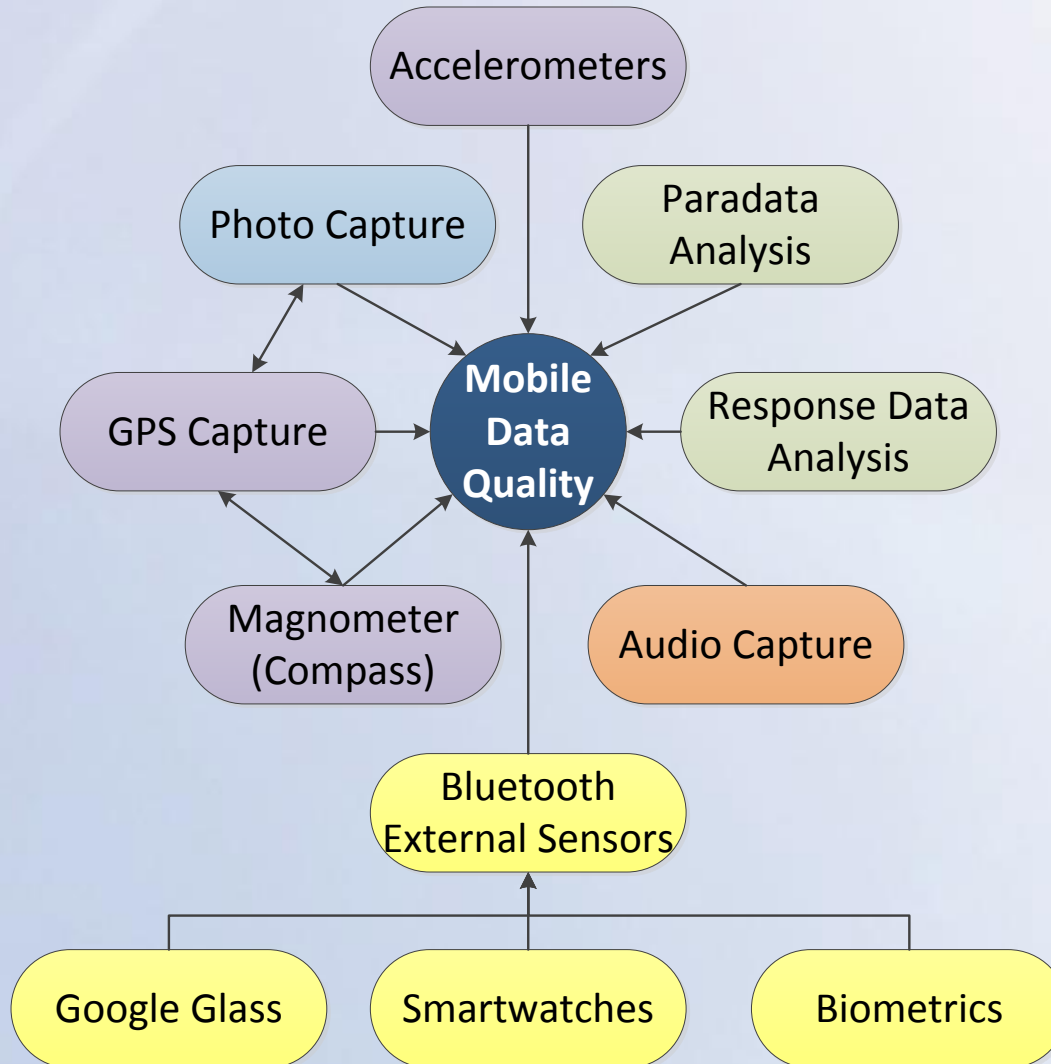 Accelerometers
Photo Capture
Paradata
Analysis
Mobile
Data
Quality
GPS Capture
Response Data
Analysis
Magnometer
(Compass)
Audio Capture
Bluetooth
External Sensors
Google Glass
Smartwatches
Biometrics